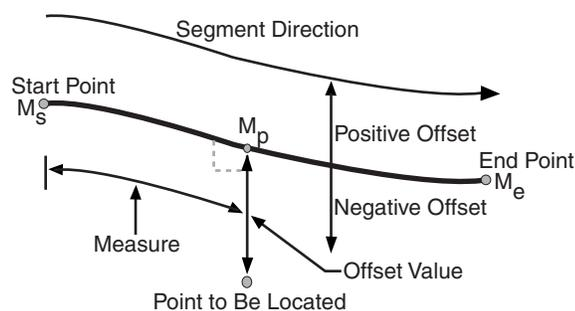 Segment Direction
Start Point
Ms
Mp
Positive Offset
End Point
Me
Negative Offset
Measure
Offset Value
Point to Be Located